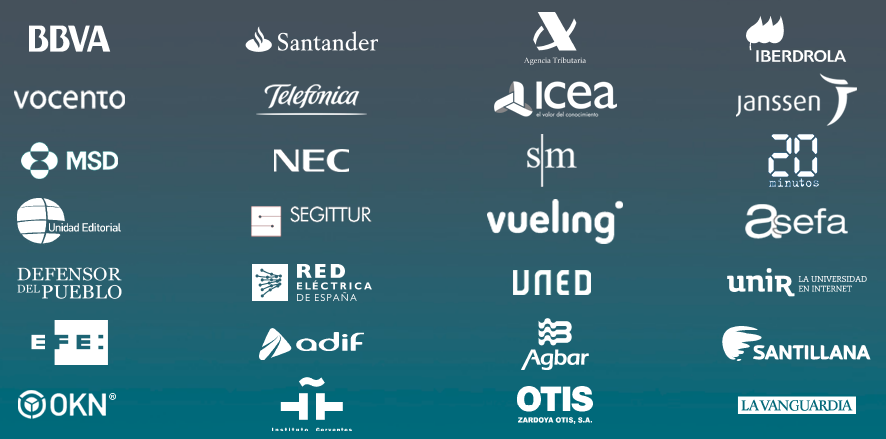 BBVA
Santander
Agencia Tributaria
IBERDROLA
vocento
Telefónica
ICEA
el valor del conocimiento
janssen
MSD
NEC
s|m
20
minutos
Unidad Editorial
SEGITTUR
vueling
asefa
DEFENSOR
DEL PUEBLO
RED
ELÉCTRICA
DE ESPAÑA
UNED
unir
LA UNIVERSIDAD
EN INTERNET
EFE:
adif
Agbar
SANTILLANA
OKN®
Instituto Cervantes
OTIS
ZARDOYA OTIS, S.A.
LA VANGUARDIA